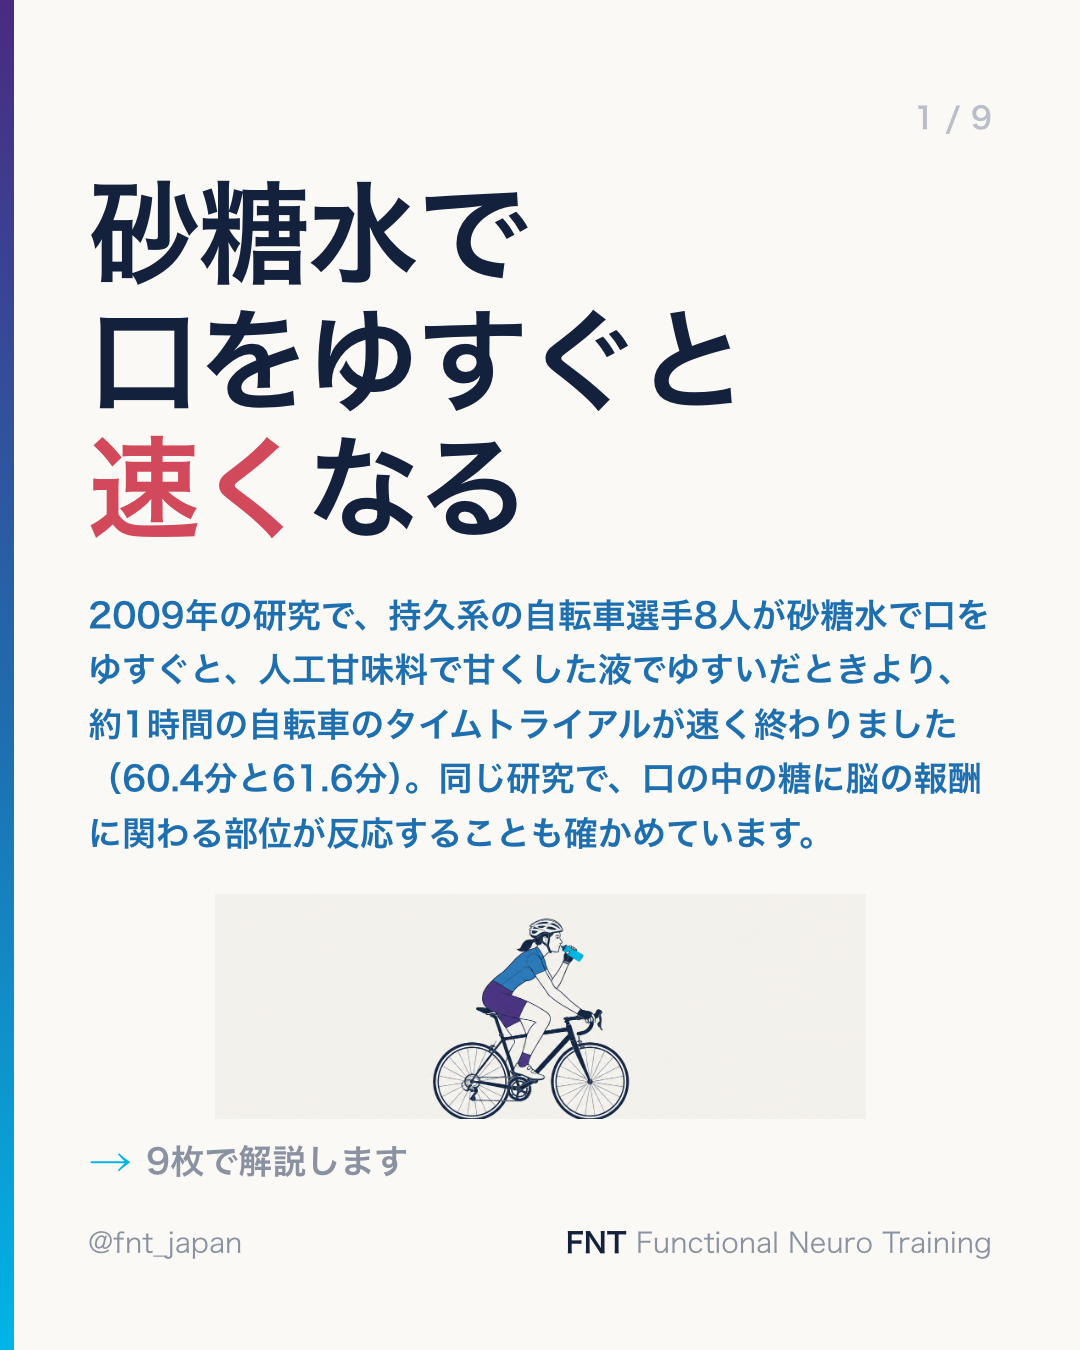 1 / 9
砂糖水で
口をゆすぐと
速くなる
2009年の研究で、持久系の自転車選手8人が砂糖水で口を
ゆすぐと、人工甘味料で甘くした液でゆすいだときより、
約1時間の自転車のタイムトライアルが速く終わりました
（60.4分と61.6分）。同じ研究で、口の中の糖に脳の報酬
に関わる部位が反応することも確かめています。
→ 9枚で解説します
@fnt_japan
FNT Functional Neuro Training